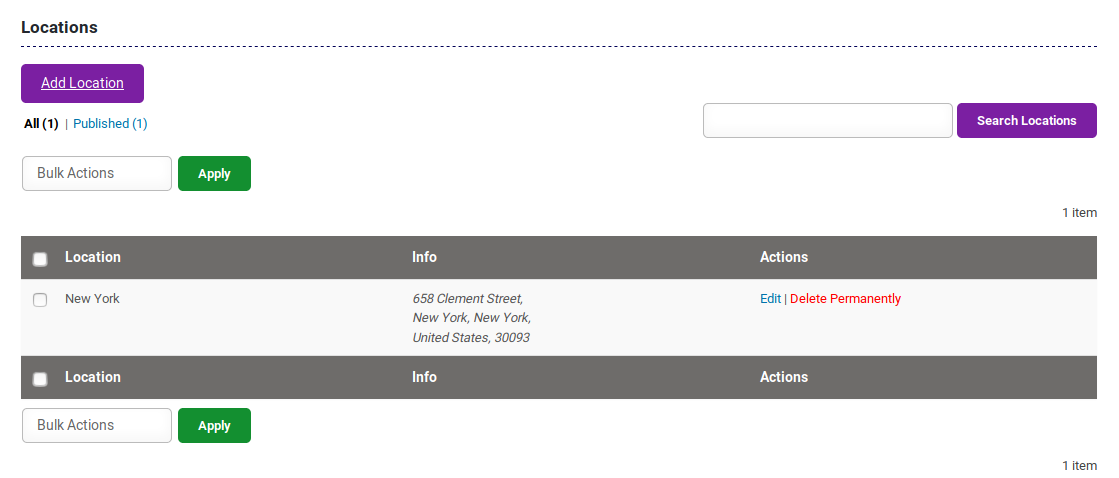 Locations
Add Location
All (1) | Published (1)
Search Locations
Bulk Actions
Apply
1 item
Location Info Actions
New York 658 Clement Street, Edit | Delete Permanently
New York, New York,
United States, 30093
Location Info Actions
Bulk Actions
Apply
1 item